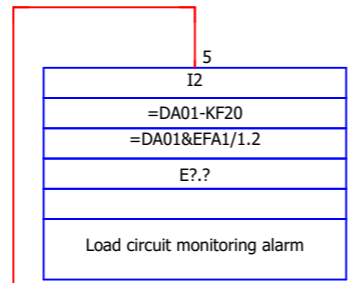 5
I2
=DA01-KF20
=DA01&EFA1/1.2
E?.?
Load circuit monitoring alarm